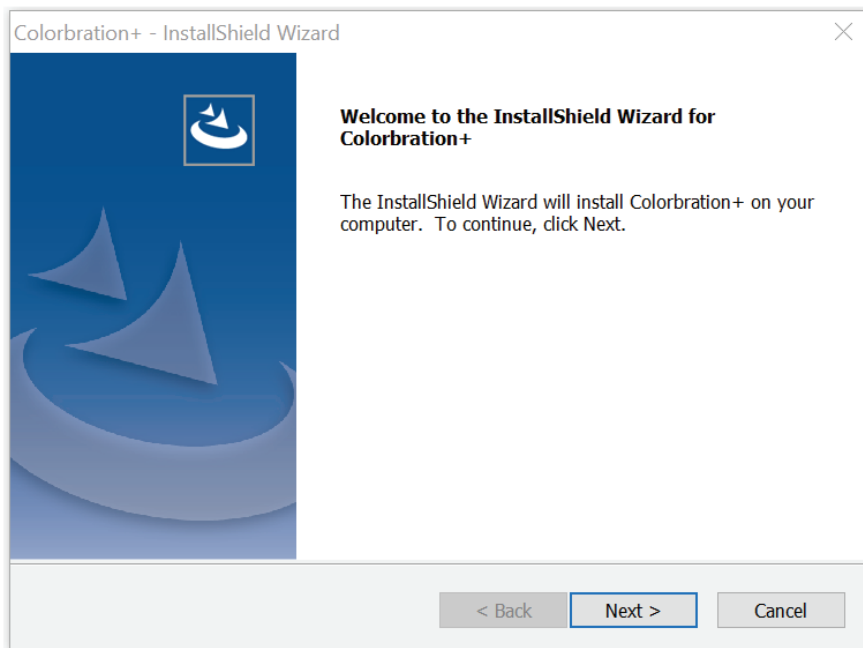 Colorbration+ - InstallShield Wizard
Welcome to the InstallShield Wizard for
Colorbration+
The InstallShield Wizard will install Colorbration+ on your
computer.  To continue, click Next.
< Back
Next >
Cancel